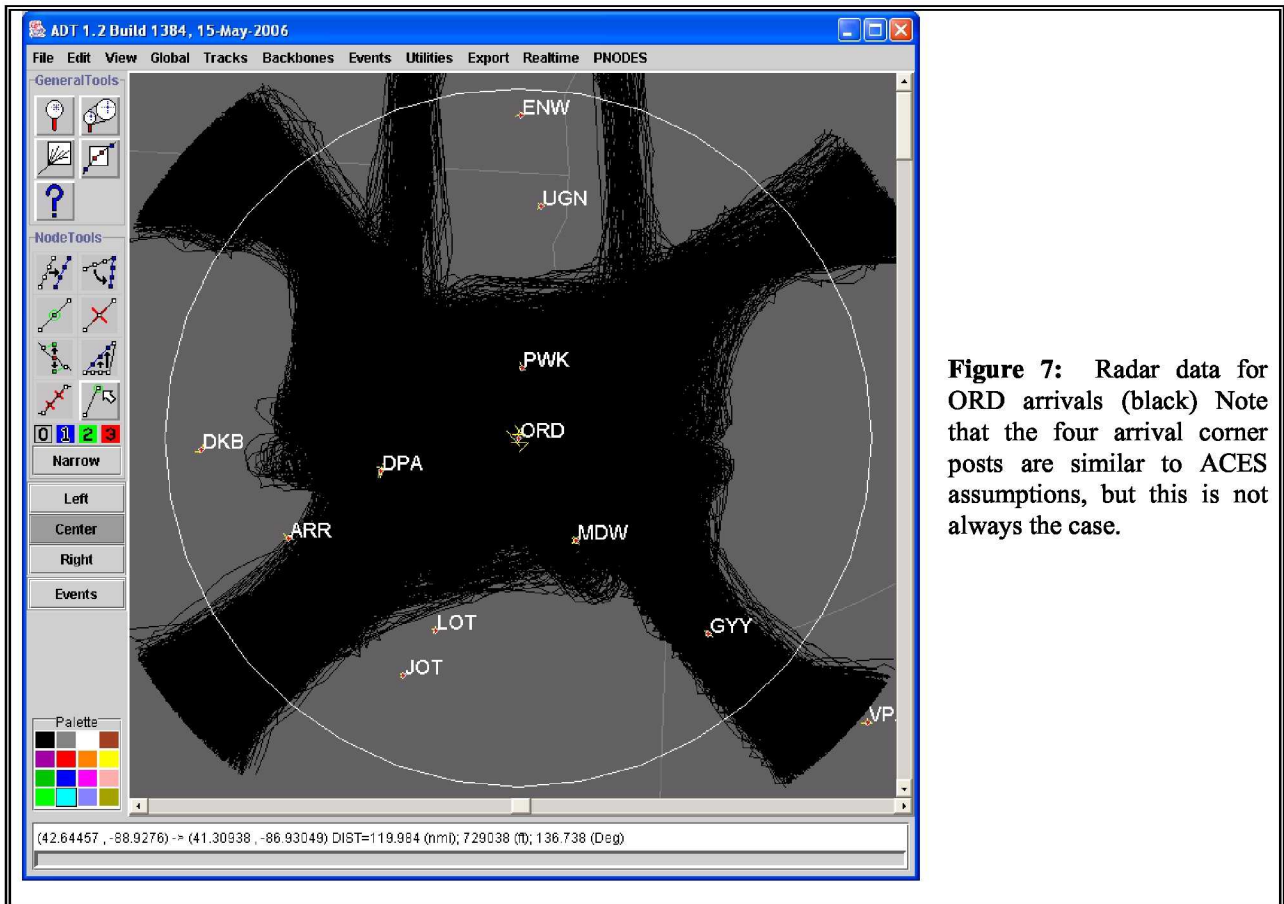 ADT 1.2 Build 1384, 15-May-2006
File Edit View Global Tracks Backbones Events Utilities Export Realtime PNODES
GeneralTools
NodeTools
0 1 2 3
Narrow
Left
Center
Right
Events
Palette
ENW
UGN
PWK
ORD
DKB
DPA
ARR
MDW
LOT
GYY
JOT
VP
(42.64457 , -88.9276) -> (41.30938 , -86.93049) DIST=119.984 (nmi); 729038 (ft); 136.738 (Deg)
Figure 7: Radar data for
ORD arrivals (black) Note
that the four arrival corner
posts are similar to ACES
assumptions, but this is not
always the case.